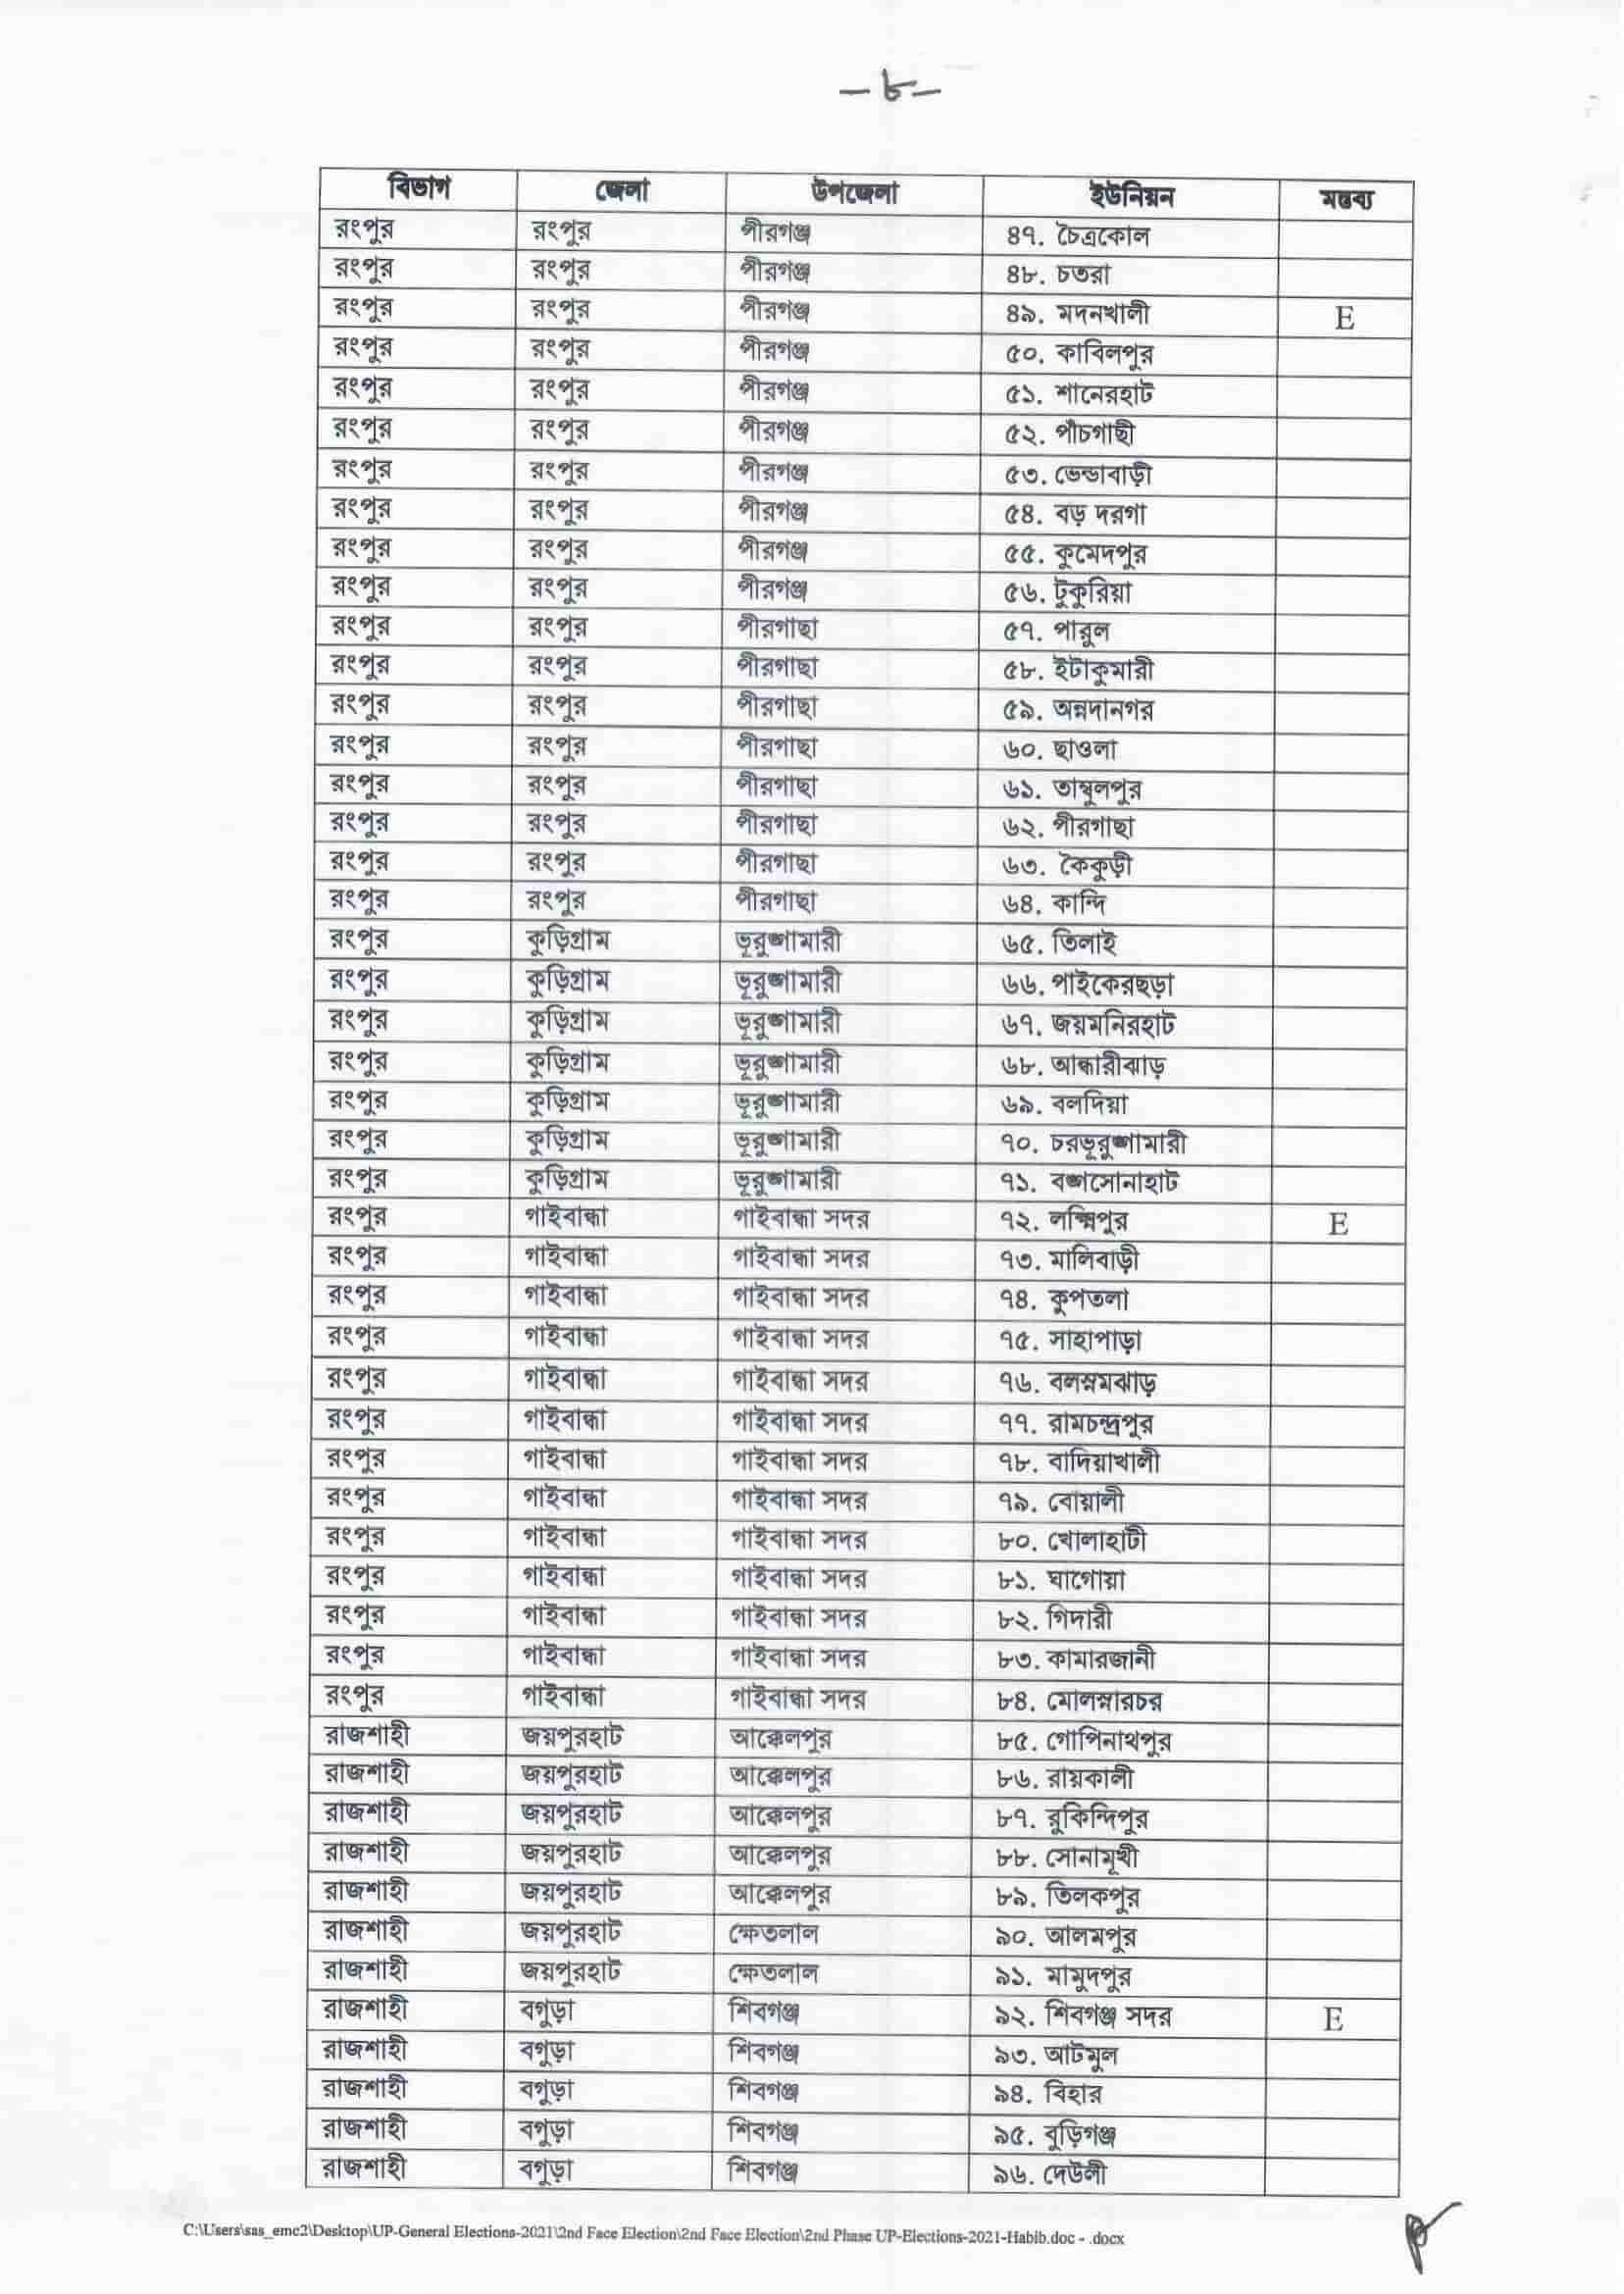 -৮-
বিভাগ জেলা উপজেলা ইউনিয়ন মন্তব্য
রংপুর রংপুর পীরগঞ্জ ৪৭. চৈত্রকোল
রংপুর রংপুর পীরগঞ্জ ৪৮. চতরা
রংপুর রংপুর পীরগঞ্জ ৪৯. মদনখালী E
রংপুর রংপুর পীরগঞ্জ ৫০. কাবিলপুর
রংপুর রংপুর পীরগঞ্জ ৫১. শানেরহাট
রংপুর রংপুর পীরগঞ্জ ৫২. পাঁচগাছী
রংপুর রংপুর পীরগঞ্জ ৫৩. ভেন্ডাবাড়ী
রংপুর রংপুর পীরগঞ্জ ৫৪. বড় দরগা
রংপুর রংপুর পীরগঞ্জ ৫৫. কুমেদপুর
রংপুর রংপুর পীরগঞ্জ ৫৬. টুকুরিয়া
রংপুর রংপুর পীরগাছা ৫৭. পারুল
রংপুর রংপুর পীরগাছা ৫৮. ইটাকুমারী
রংপুর রংপুর পীরগাছা ৫৯. অন্নদানগর
রংপুর রংপুর পীরগাছা ৬০. ছাওলা
রংপুর রংপুর পীরগাছা ৬১. তাম্বুলপুর
রংপুর রংপুর পীরগাছা ৬২. পীরগাছা
রংপুর রংপুর পীরগাছা ৬৩. কৈকুড়ী
রংপুর রংপুর পীরগাছা ৬৪. কান্দি
রংপুর কুড়িগ্রাম ভূরুঙ্গামারী ৬৫. তিলাই
রংপুর কুড়িগ্রাম ভূরুঙ্গামারী ৬৬. পাইকেরছড়া
রংপুর কুড়িগ্রাম ভূরুঙ্গামারী ৬৭. জয়মনিরহাট
রংপুর কুড়িগ্রাম ভূরুঙ্গামারী ৬৮. আন্ধারীঝাড়
রংপুর কুড়িগ্রাম ভূরুঙ্গামারী ৬৯. বলদিয়া
রংপুর কুড়িগ্রাম ভূরুঙ্গামারী ৭০. চরভূরুঙ্গামারী
রংপুর কুড়িগ্রাম ভূরুঙ্গামারী ৭১. বঙ্গসোনাহাট
রংপুর গাইবান্ধা গাইবান্ধা সদর ৭২. লক্ষ্মিপুর E
রংপুর গাইবান্ধা গাইবান্ধা সদর ৭৩. মালিবাড়ী
রংপুর গাইবান্ধা গাইবান্ধা সদর ৭৪. কুপতলা
রংপুর গাইবান্ধা গাইবান্ধা সদর ৭৫. সাহাপাড়া
রংপুর গাইবান্ধা গাইবান্ধা সদর ৭৬. বলস্নমঝাড়
রংপুর গাইবান্ধা গাইবান্ধা সদর ৭৭. রামচন্দ্রপুর
রংপুর গাইবান্ধা গাইবান্ধা সদর ৭৮. বাদিয়াখালী
রংপুর গাইবান্ধা গাইবান্ধা সদর ৭৯. বোয়ালী
রংপুর গাইবান্ধা গাইবান্ধা সদর ৮০. খোলাহাটী
রংপুর গাইবান্ধা গাইবান্ধা সদর ৮১. ঘাগোয়া
রংপুর গাইবান্ধা গাইবান্ধা সদর ৮২. গিদারী
রংপুর গাইবান্ধা গাইবান্ধা সদর ৮৩. কামারজানী
রংপুর গাইবান্ধা গাইবান্ধা সদর ৮৪. মোলস্নারচর
রাজশাহী জয়পুরহাট আক্কেলপুর ৮৫. গোপিনাথপুর
রাজশাহী জয়পুরহাট আক্কেলপুর ৮৬. রায়কালী
রাজশাহী জয়পুরহাট আক্কেলপুর ৮৭. রুকিন্দিপুর
রাজশাহী জয়পুরহাট আক্কেলপুর ৮৮. সোনামূখী
রাজশাহী জয়পুরহাট আক্কেলপুর ৮৯. তিলকপুর
রাজশাহী জয়পুরহাট ক্ষেতলাল ৯০. আলমপুর
রাজশাহী জয়পুরহাট ক্ষেতলাল ৯১. মামুদপুর
রাজশাহী বগুড়া শিবগঞ্জ ৯২. শিবগঞ্জ সদর E
রাজশাহী বগুড়া শিবগঞ্জ ৯৩. আটমুল
রাজশাহী বগুড়া শিবগঞ্জ ৯৪. বিহার
রাজশাহী বগুড়া শিবগঞ্জ ৯৫. বুড়িগঞ্জ
রাজশাহী বগুড়া শিবগঞ্জ ৯৬. দেউলী
C:\Users\sas_emc2\Desktop\UP-General Elections-2021\2nd Face Election\2nd Face Election\2nd Phase UP-Elections-2021-Habib.doc - .docx